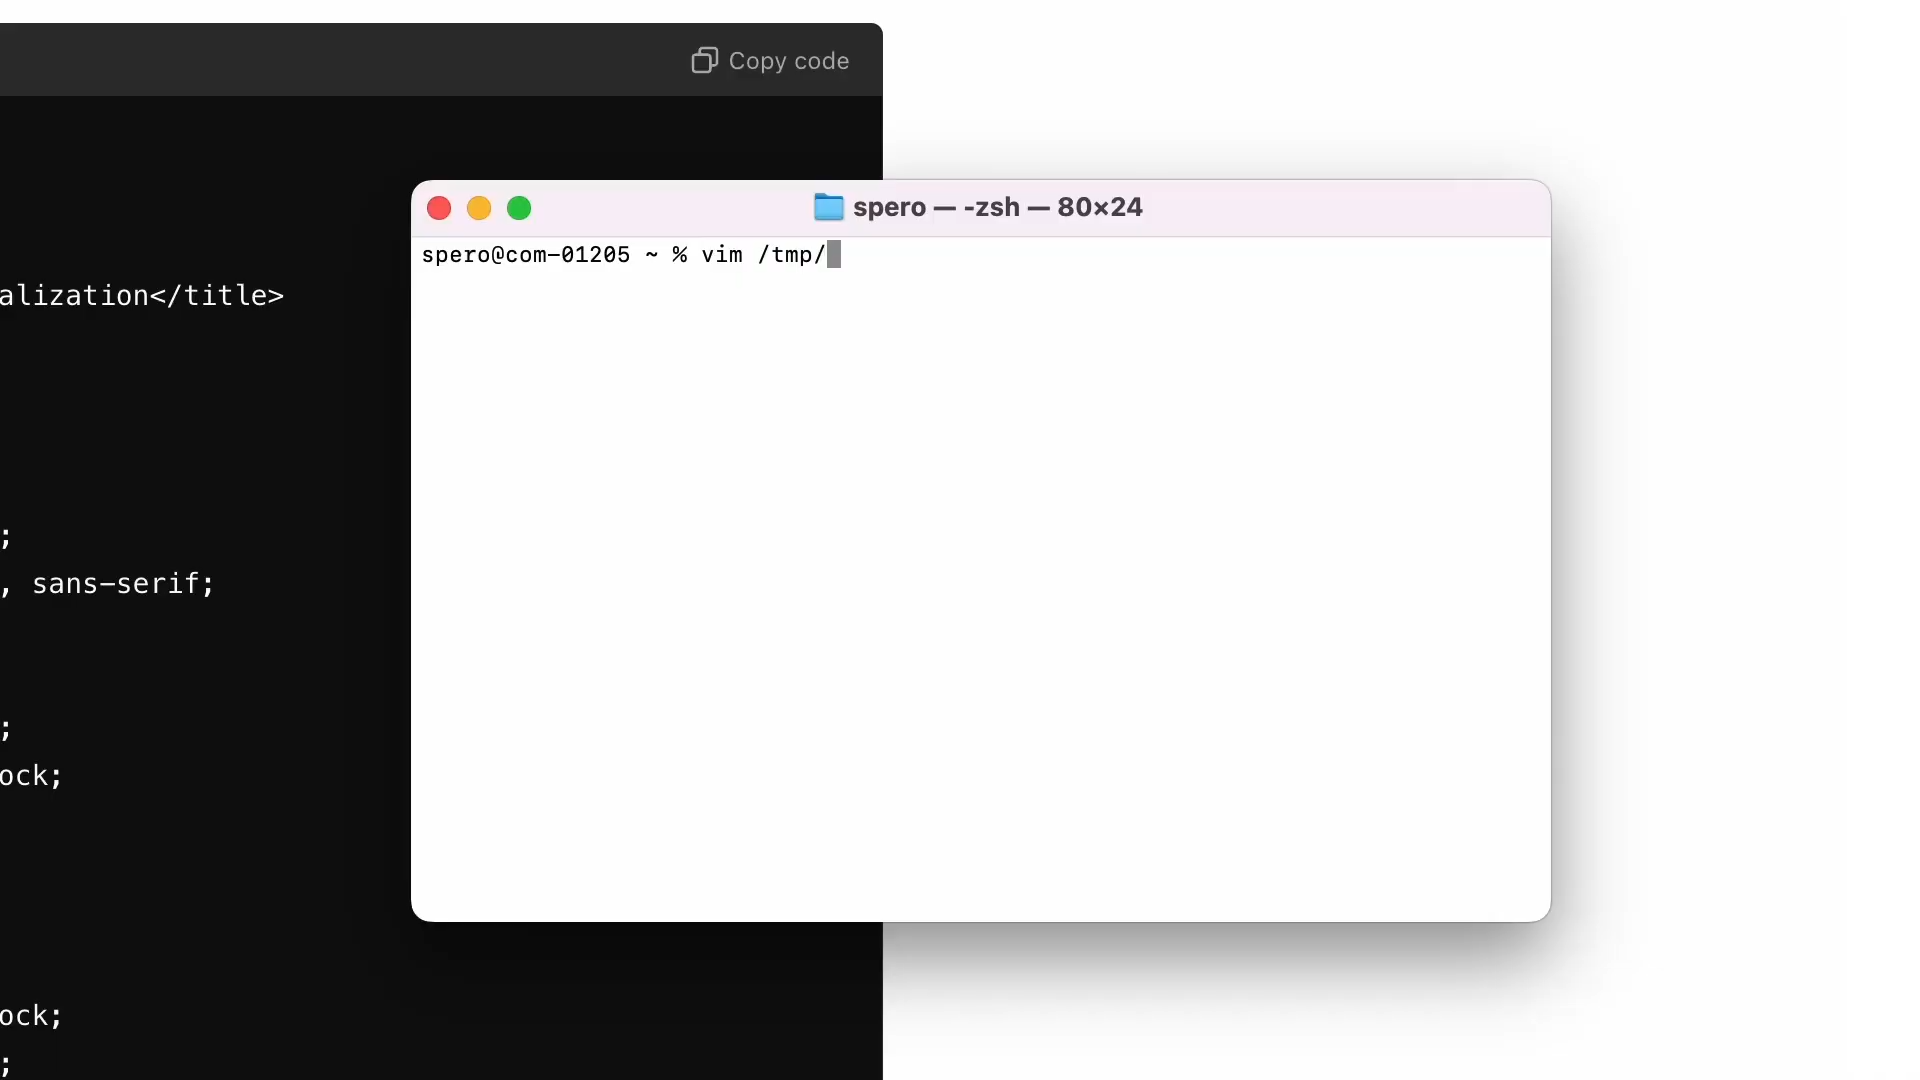 Copy code
spero — -zsh — 80×24
spero@com-01205 ~ % vim /tmp/
alization</title>
;
, sans-serif;
;
ock;
ock;
;